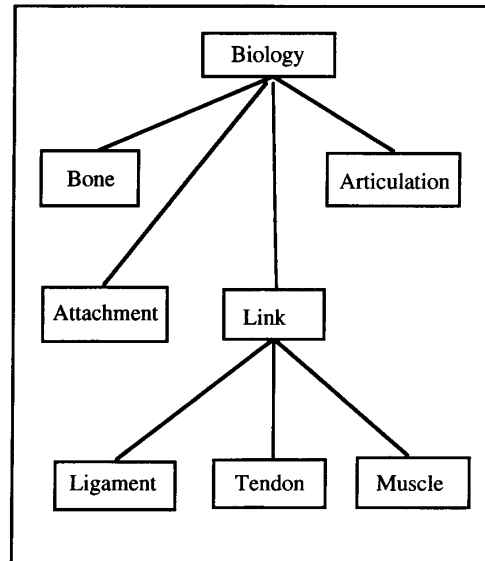 Biology
Bone
Articulation
Attachment
Link
Ligament
Tendon
Muscle